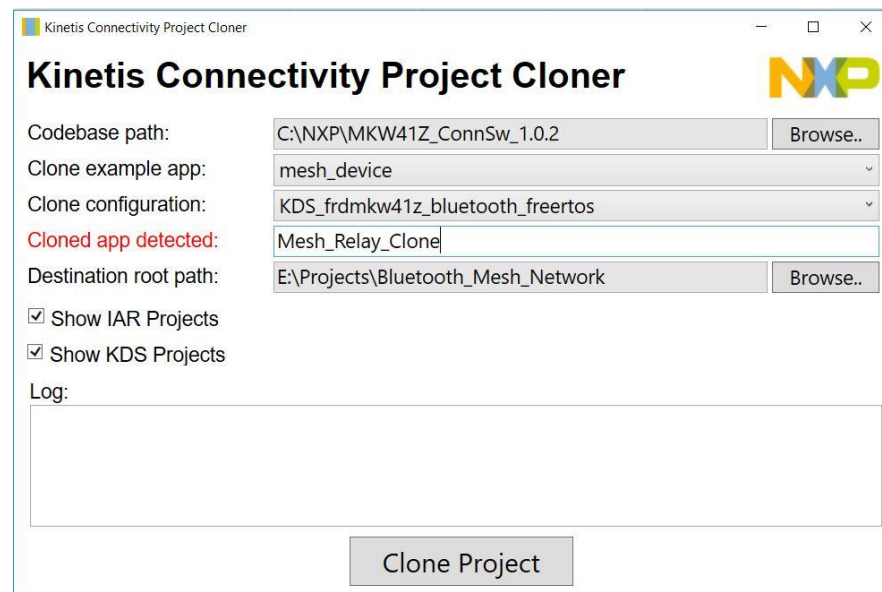 Kinetis Connectivity Project Cloner
Kinetis Connectivity Project Cloner
NXP
Codebase path:
C:\NXP\MKW41Z_ConnSw_1.0.2
Browse..
Clone example app:
mesh_device
Clone configuration:
KDS_frdmkw41z_bluetooth_freertos
Cloned app detected:
Mesh_Relay_Clone
Destination root path:
E:\Projects\Bluetooth_Mesh_Network
Browse..
Show IAR Projects
Show KDS Projects
Log:
Clone Project